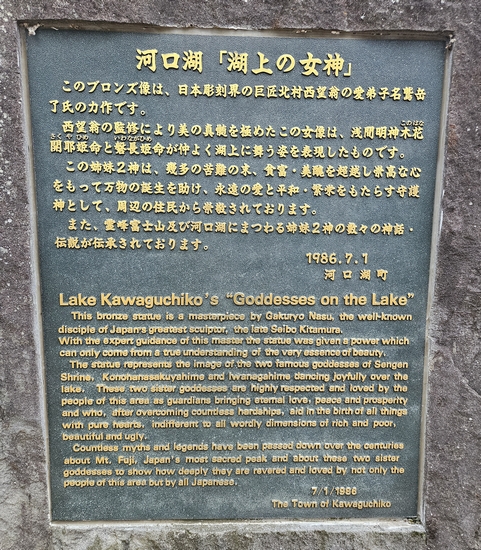 河口湖「湖上の女神」
このブロンズ像は、日本彫刻界の巨匠北村西望翁の愛弟子名鷲岳
了氏の力作です。
西望翁の監修により美の真髄を極めたこの女像は、浅間明神木花
このはな
開耶姫命と磐長姫命が仲よく湖上に舞う姿を表現したものです。
さくやひめ いわながひめ
この姉妹2神は、幾多の苦難の末、貧富・美醜を超越し崇高な心
をもって万物の誕生を助け、永遠の愛と平和・繁栄をもたらす守護
神として、周辺の住民から崇敬されております。
また、霊峰富士山及び河口湖にまつわる姉妹2神の数々の神話・
伝説が伝承されております。
1986.7.1
河口湖町
Lake Kawaguchiko's "Goddesses on the Lake"
This bronze statue is a masterpiece by Gakuryo Nasu, the well-known
disciple of Japan's greatest sculptor, the late Seibo Kitamura.
With the expert guidance of this master the statue was given a power which
can only come from a true understanding of the very essence of beauty.
The statue represents the image of the two famous goddesses of Sengen
Shrine, Konohanasakuyahime and Iwanagahime dancing joyfully over the
lake. These two sister goddesses are highly respected and loved by the
people of this area as guardians bringing eternal love, peace and prosperity
and who, after overcoming countless hardships, aid in the birth of all things
with pure hearts, indifferent to all wordly dimensions of rich and poor,
beautiful and ugly.
Countless myths and legends have been passed down over the centuries
about Mt. Fuji, Japan's most sacred peak and about these two sister
goddesses to show how deeply they are revered and loved by not only the
people of this area but by all Japanese.
7/1/1986
The Town of Kawaguchiko